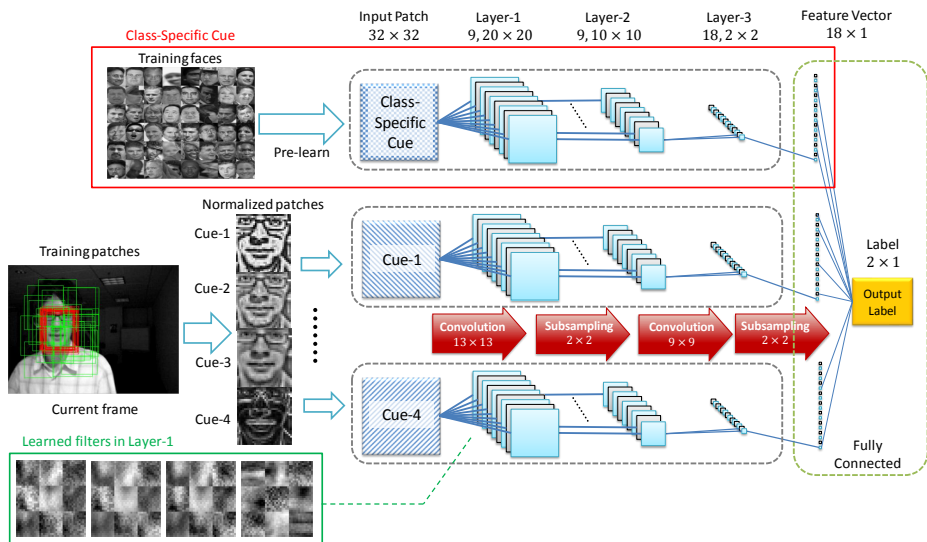 Class-Specific Cue
Input Patch
32 × 32
Layer-1
9, 20 × 20
Layer-2
9, 10 × 10
Layer-3
18, 2 × 2
Feature Vector
18 × 1
Training faces
Pre-learn
Class-
Specific
Cue
Normalized patches
Cue-1
Cue-2
Cue-3
Cue-4
Training patches
Current frame
Cue-1
Convolution
13 × 13
Subsampling
2 × 2
Convolution
9 × 9
Subsampling
2 × 2
Label
2 × 1
Output
Label
Cue-4
Fully
Connected
Learned filters in Layer-1